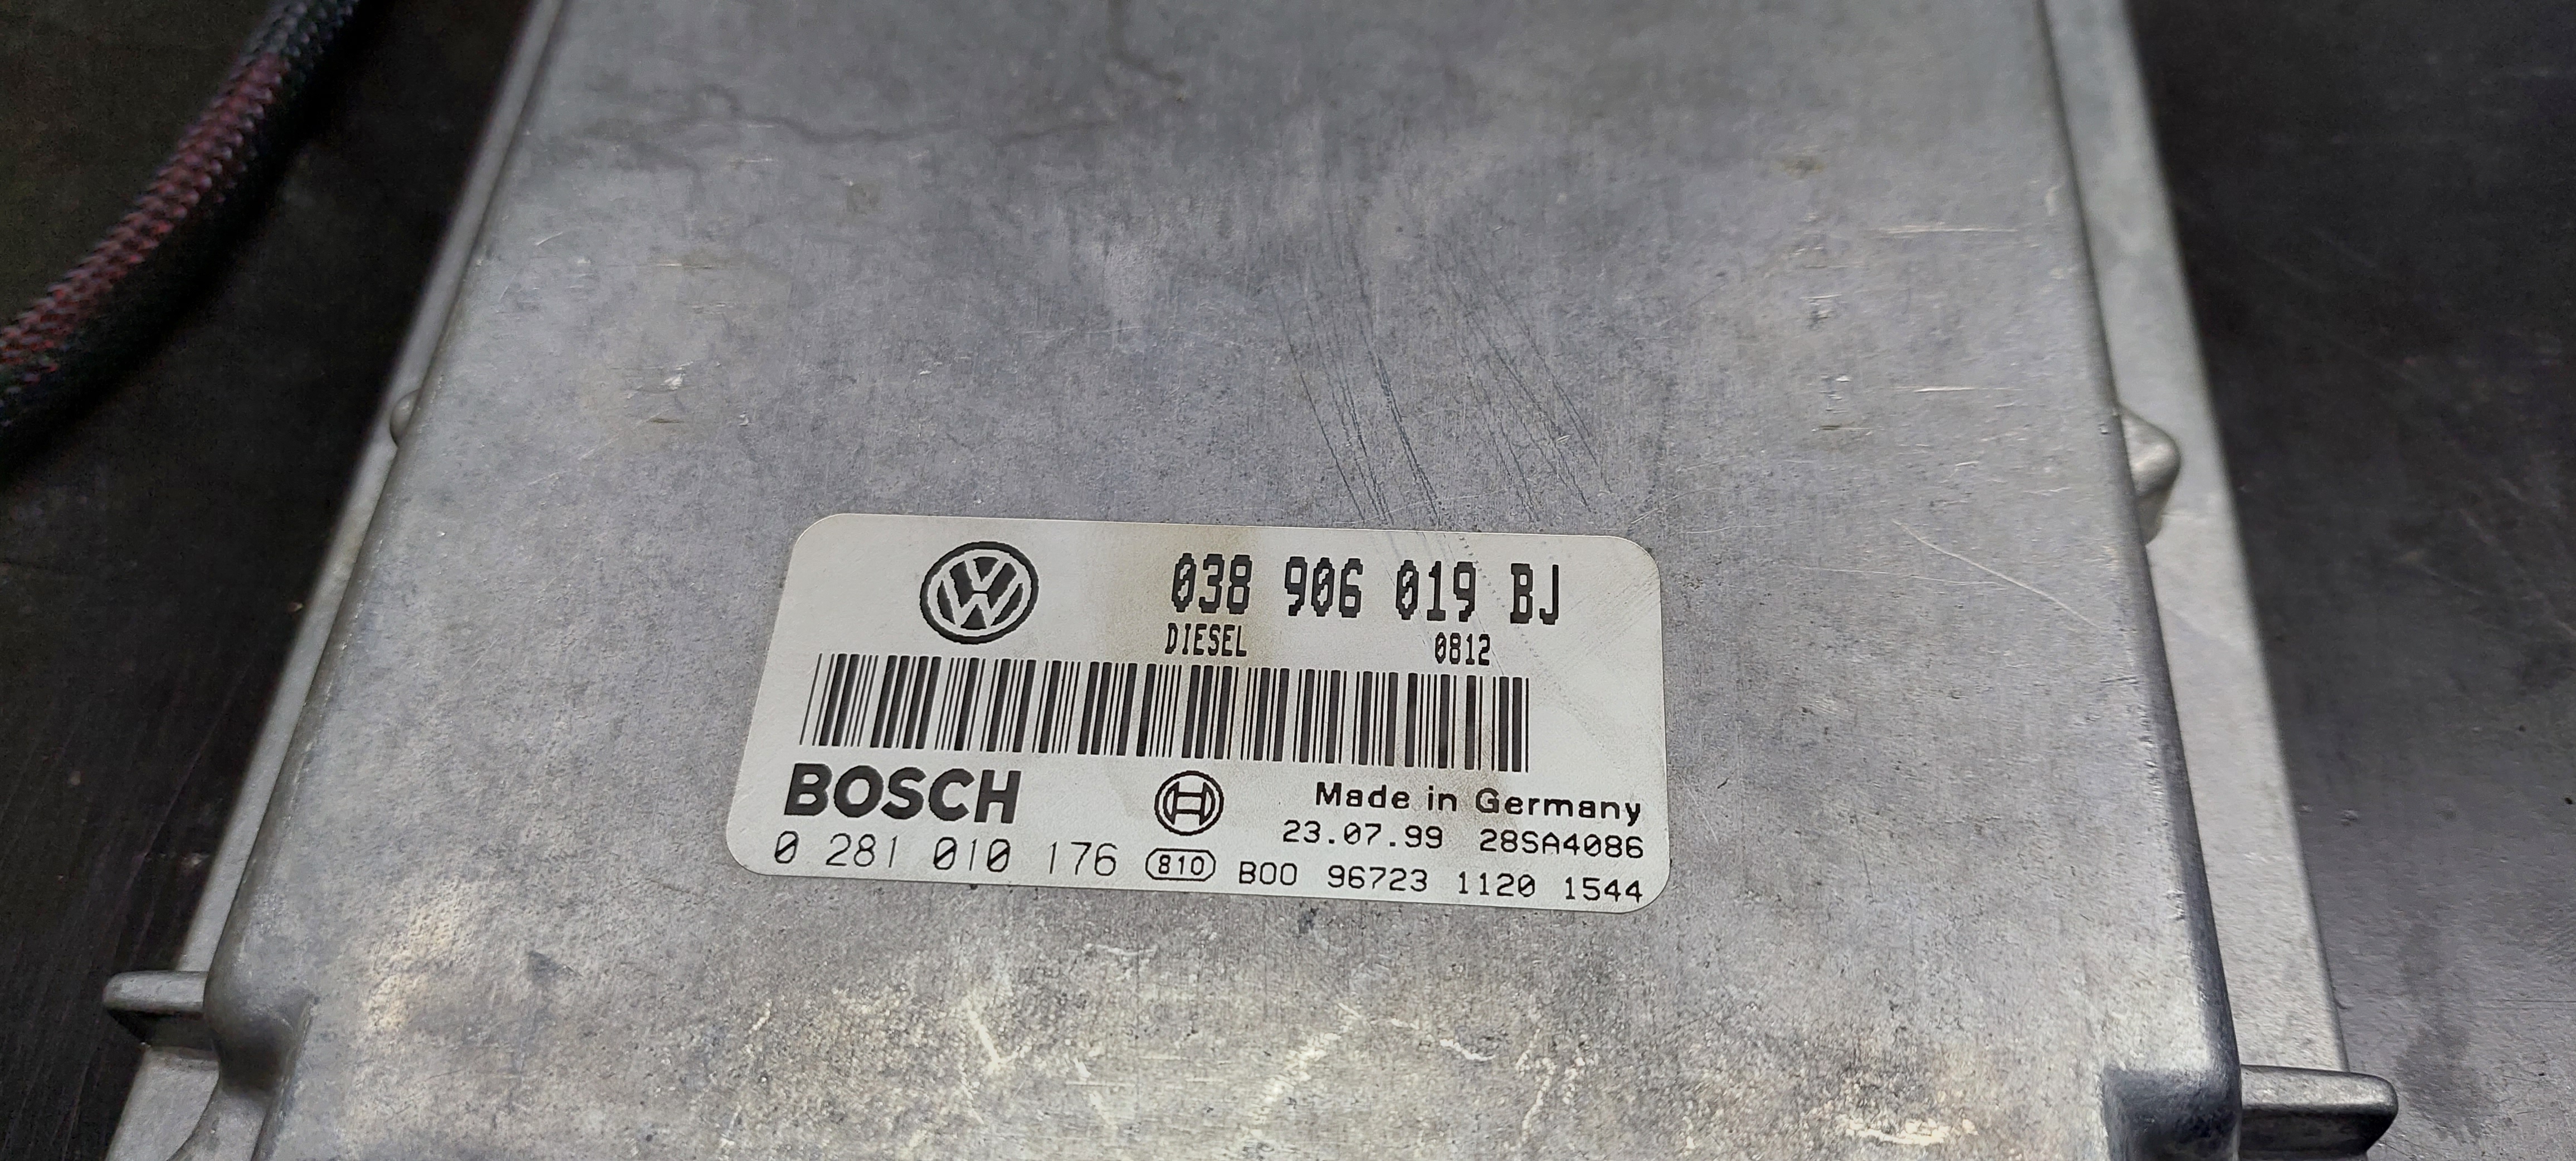 038 906 019 BJ
DIESEL 0812
BOSCH
Made in Germany
23.07.99 28SA4086
0 281 010 176 810 B00 96723 1120 1544